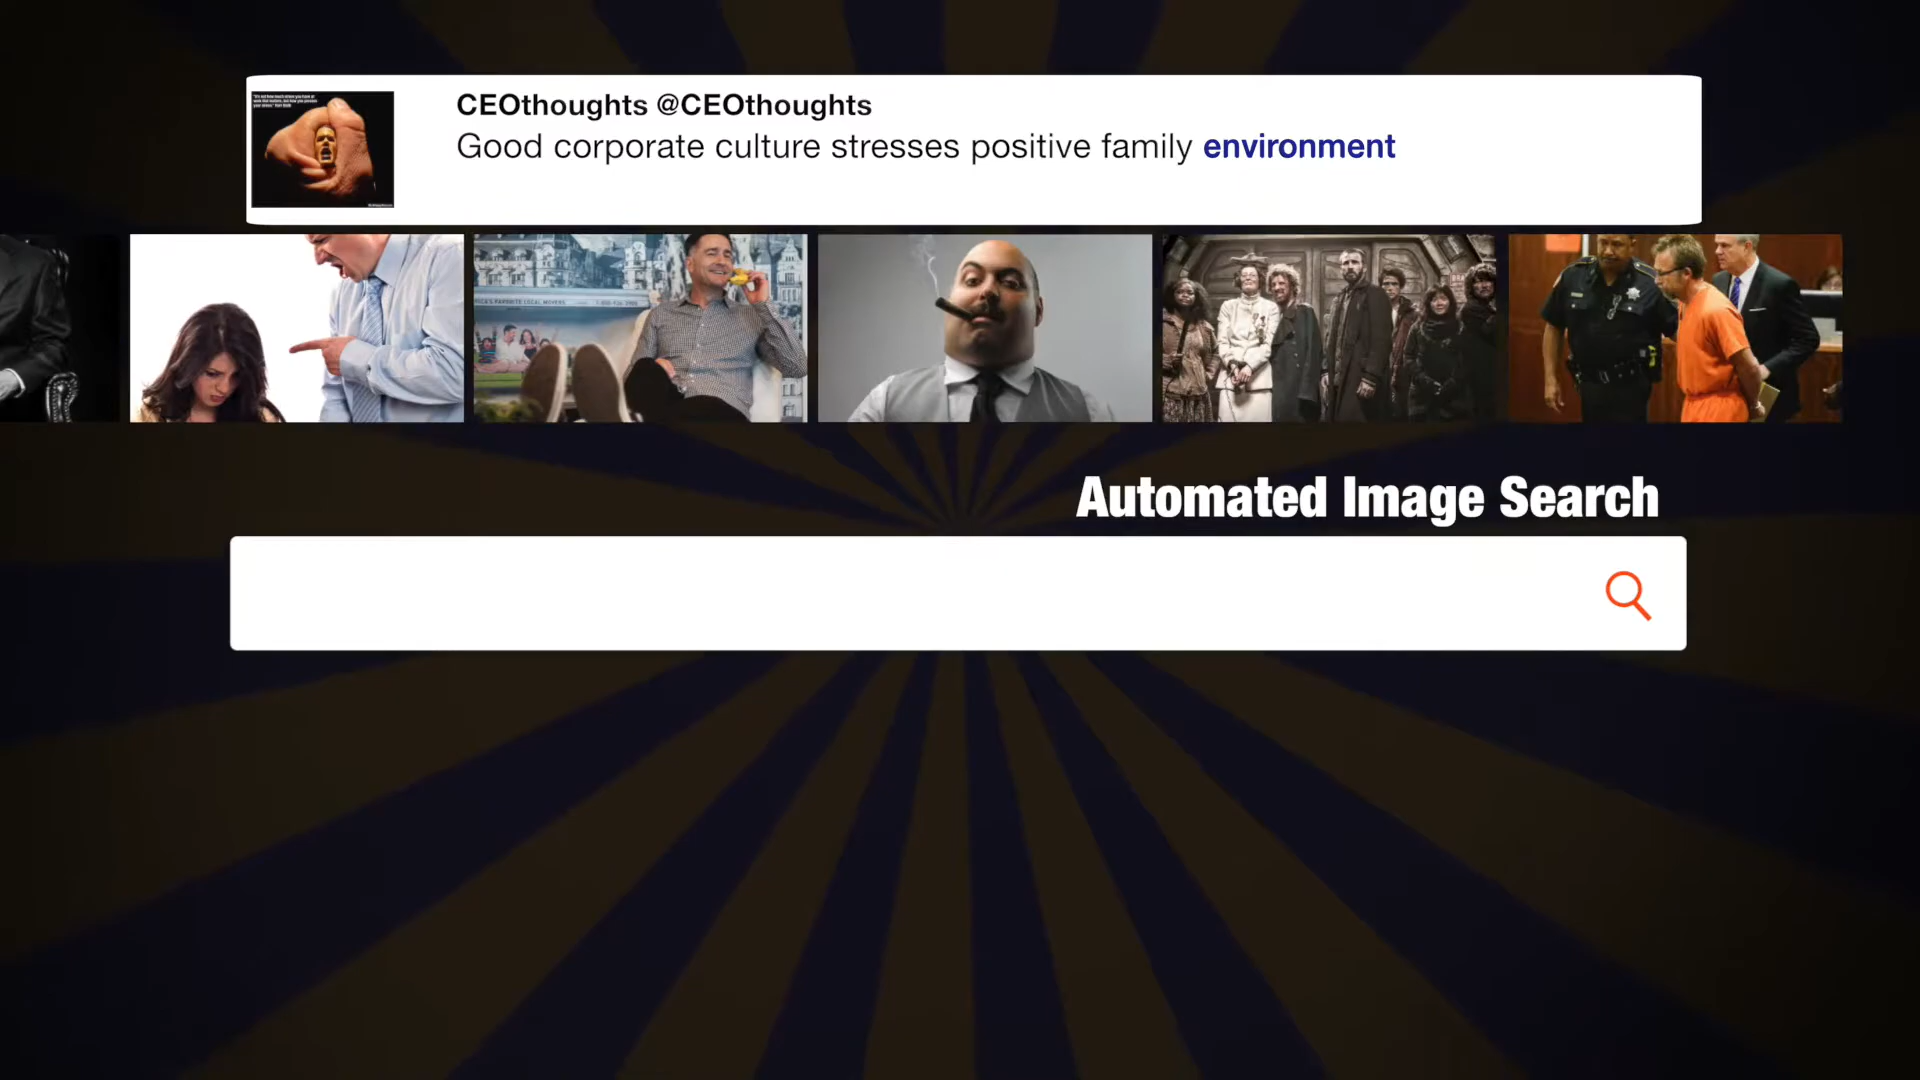 CEOthoughts @CEOthoughts
Good corporate culture stresses positive family environment
Automated Image Search